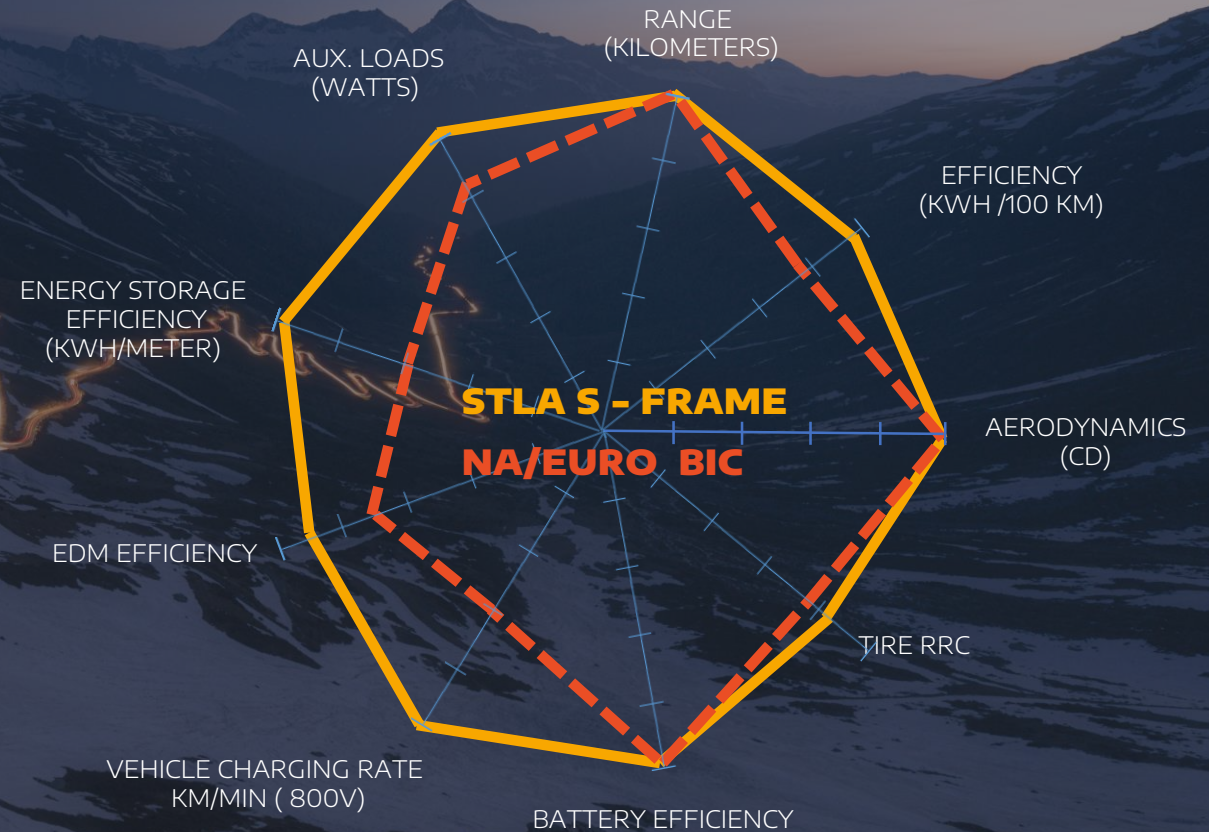 RANGE
(KILOMETERS)
AUX. LOADS
(WATTS)
EFFICIENCY
(KWH /100 KM)
ENERGY STORAGE
EFFICIENCY
(KWH/METER)
STLA S – FRAME
NA/EURO BIC
AERODYNAMICS
(CD)
EDM EFFICIENCY
TIRE RRC
VEHICLE CHARGING RATE
KM/MIN ( 800V)
BATTERY EFFICIENCY